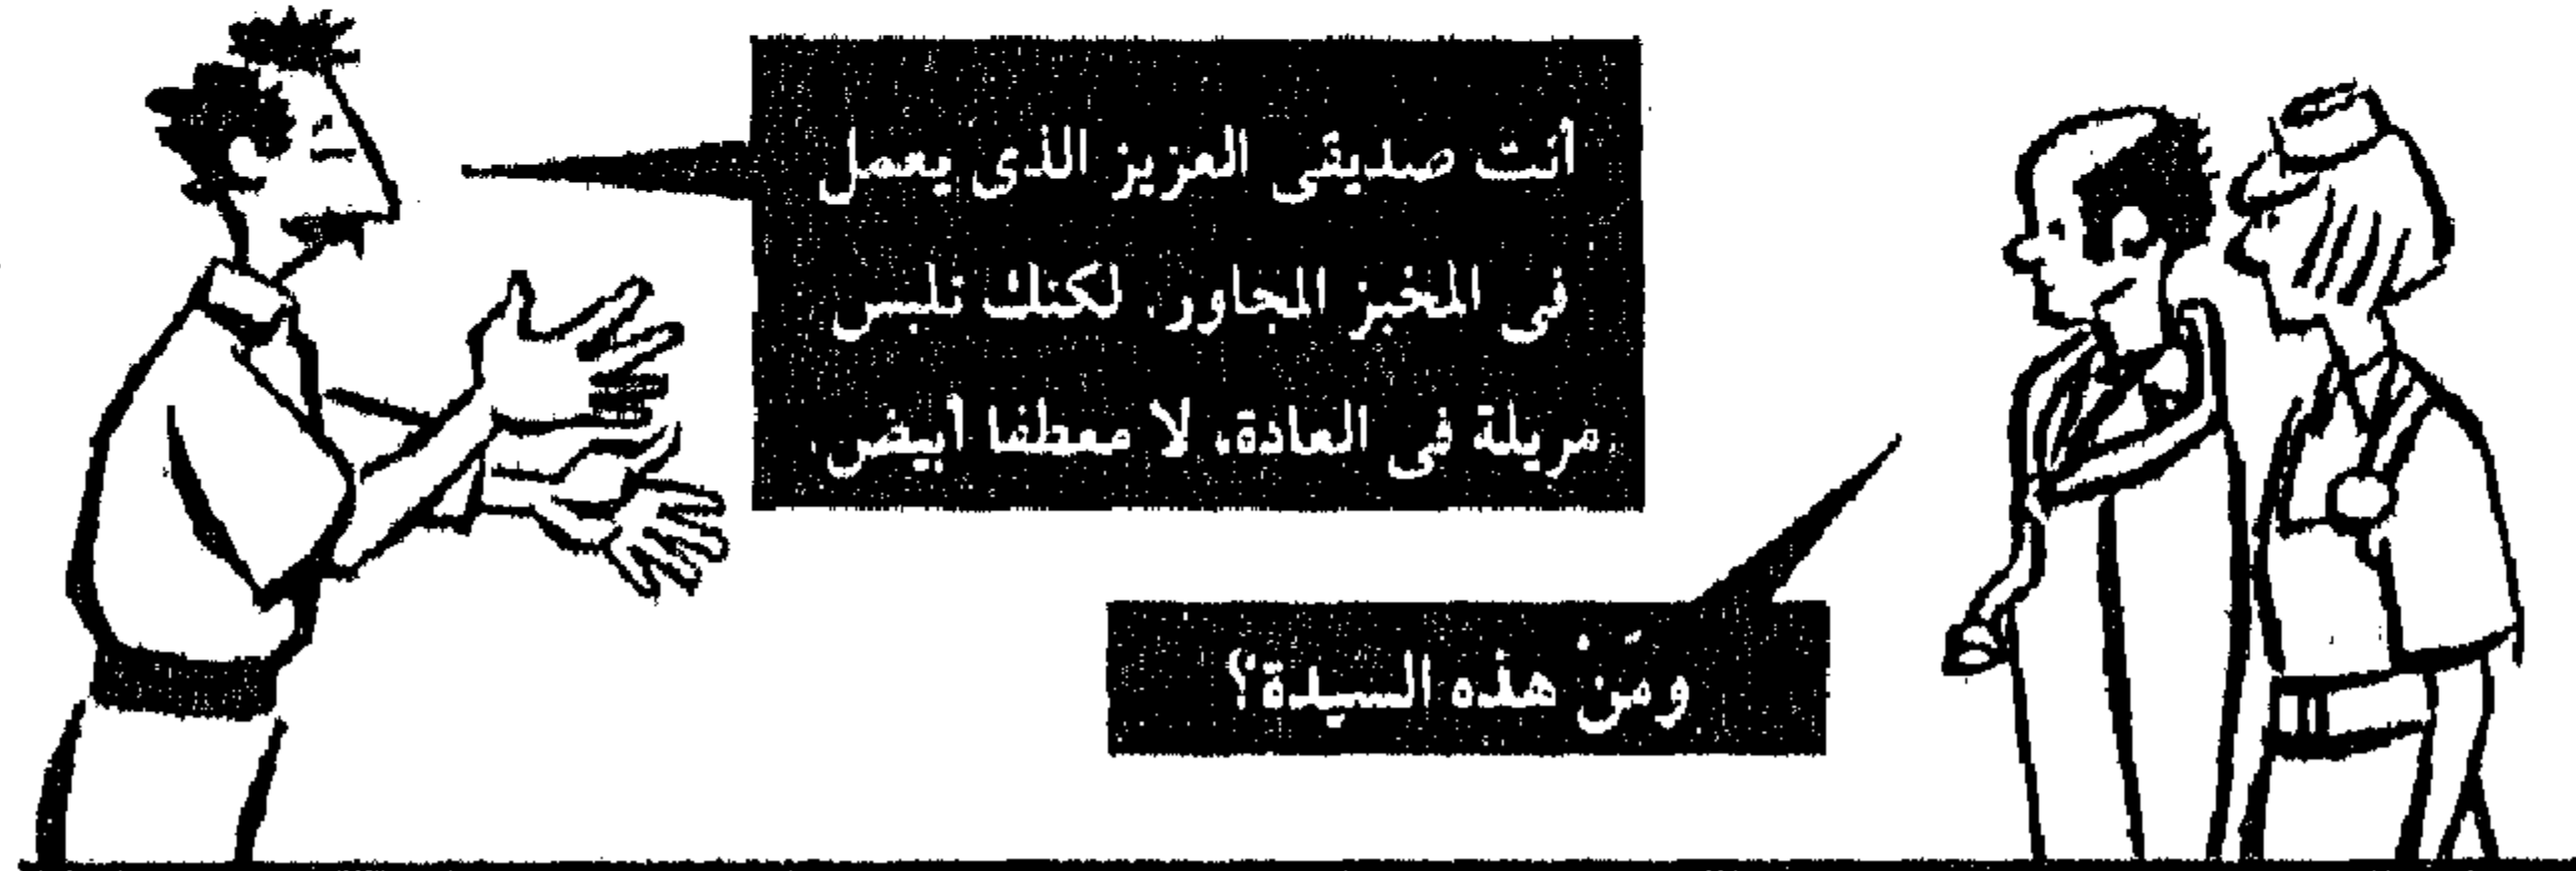 أنت صديقى العزيز الذى يعمل
فى المخبز المجاور. لكنك تلبس
مريلة فى العادة، لا معطفا أبيض.
ومَن هذه السيدة؟